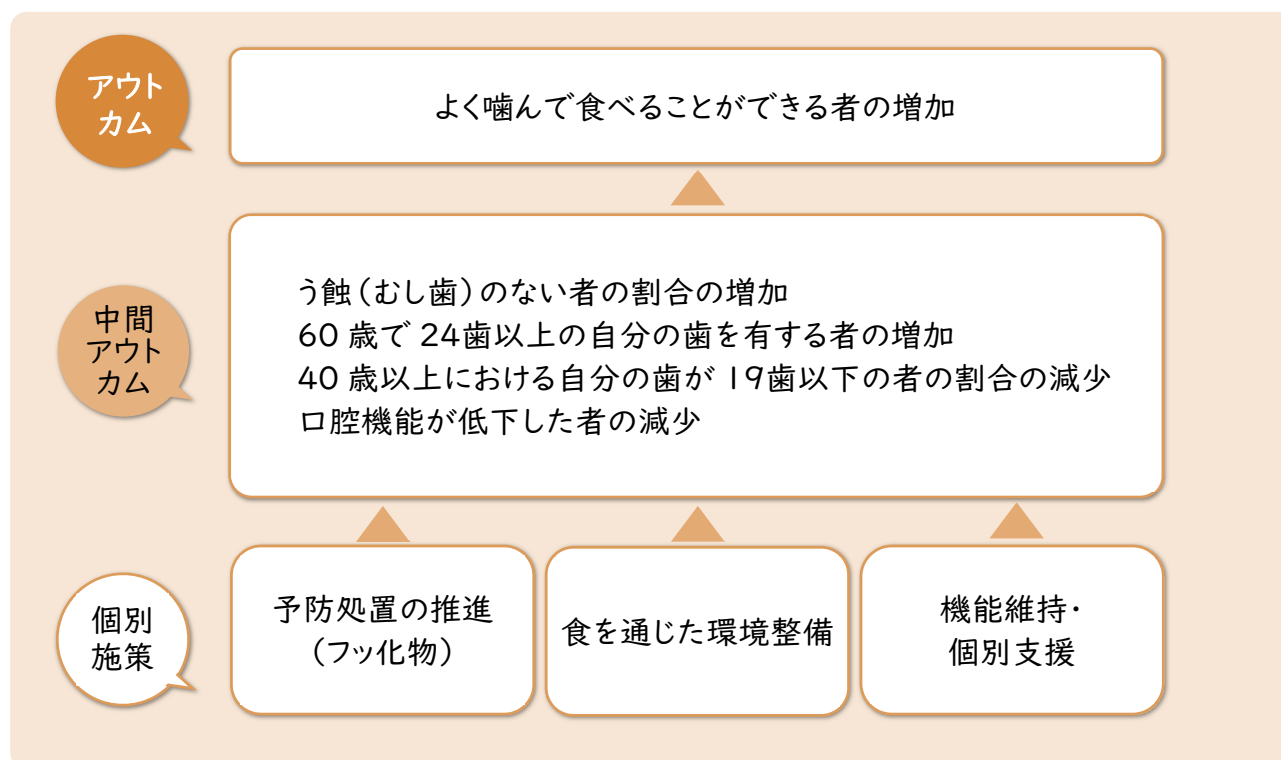 アウト
カム
よく噛んで食べることができる者の増加
中間
アウト
カム
う蝕(むし歯)のない者の割合の増加
60歳で24歯以上の自分の歯を有する者の増加
40歳以上における自分の歯が19歯以下の者の割合の減少
口腔機能が低下した者の減少
個別
施策
予防処置の推進
(フッ化物)
食を通じた環境整備
機能維持・
個別支援